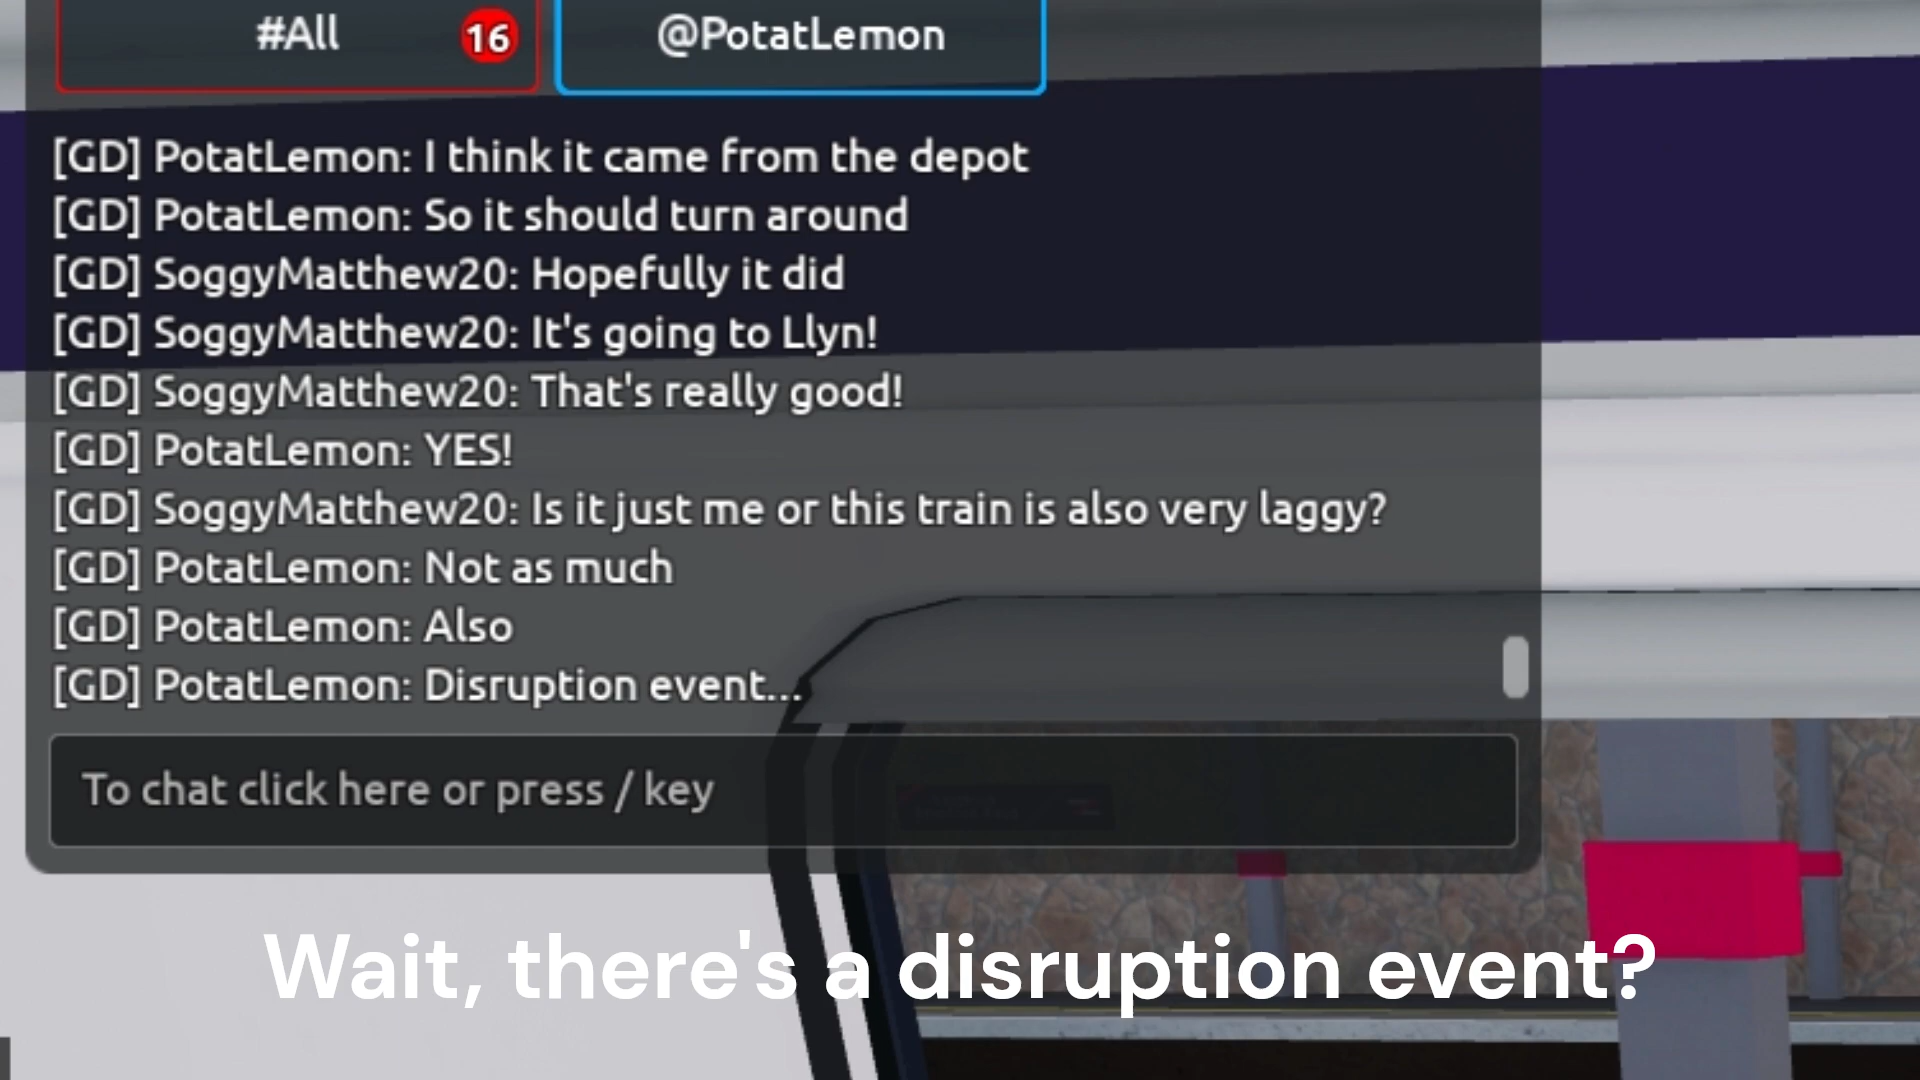 #All 16 @PotatLemon
[GD] PotatLemon: I think it came from the depot
[GD] PotatLemon: So it should turn around
[GD] SoggyMatthew20: Hopefully it did
[GD] SoggyMatthew20: It's going to Llyn!
[GD] SoggyMatthew20: That's really good!
[GD] PotatLemon: YES!
[GD] SoggyMatthew20: Is it just me or this train is also very laggy?
[GD] PotatLemon: Not as much
[GD] PotatLemon: Also
[GD] PotatLemon: Disruption event...
To chat click here or press / key
Wait, there's a disruption event?